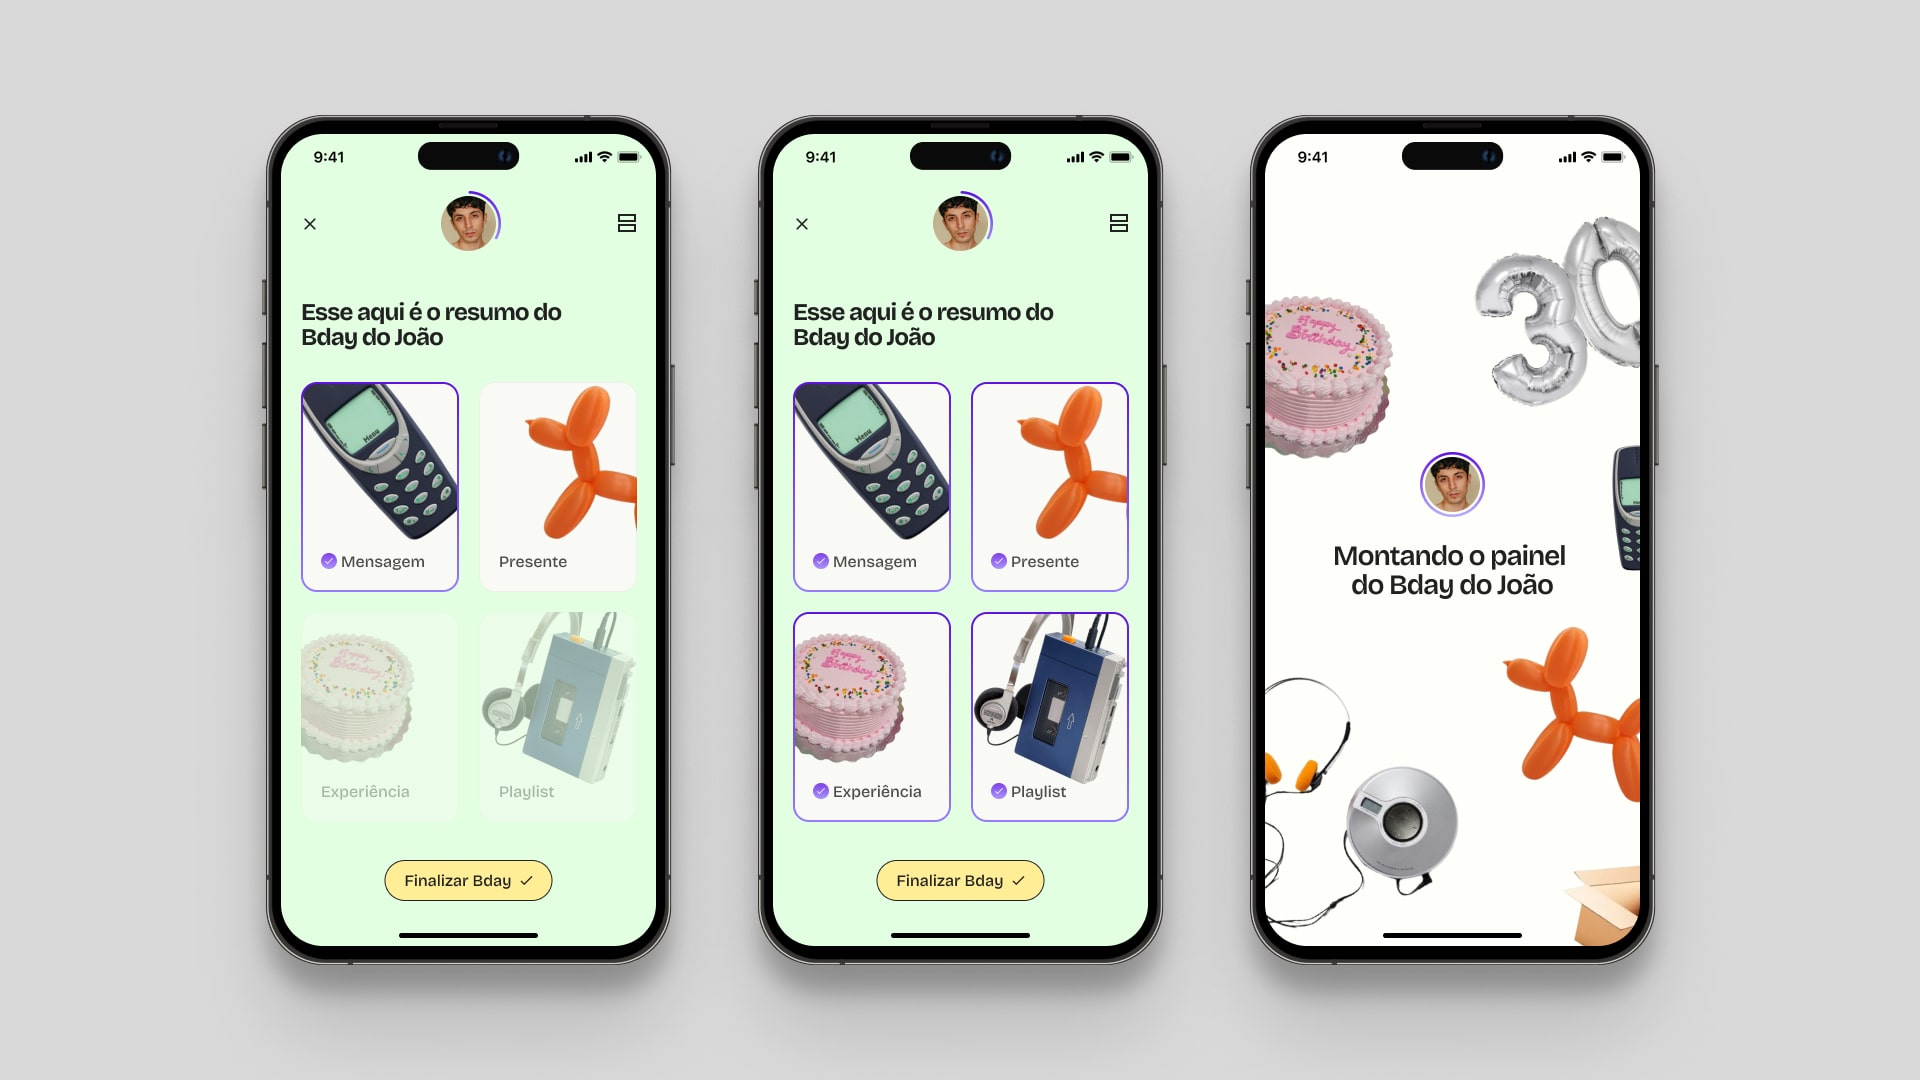 9:41
Esse aqui é o resumo do
Bday do João
Menu
Mensagem
Presente
Happy
Birthday
Experiência
Playlist
Finalizar Bday
9:41
Esse aqui é o resumo do
Bday do João
Menu
Mensagem
Presente
Happy
Birthday
Experiência
Playlist
Finalizar Bday
9:41
30
Happy
Birthday
Montando o painel
do Bday do João